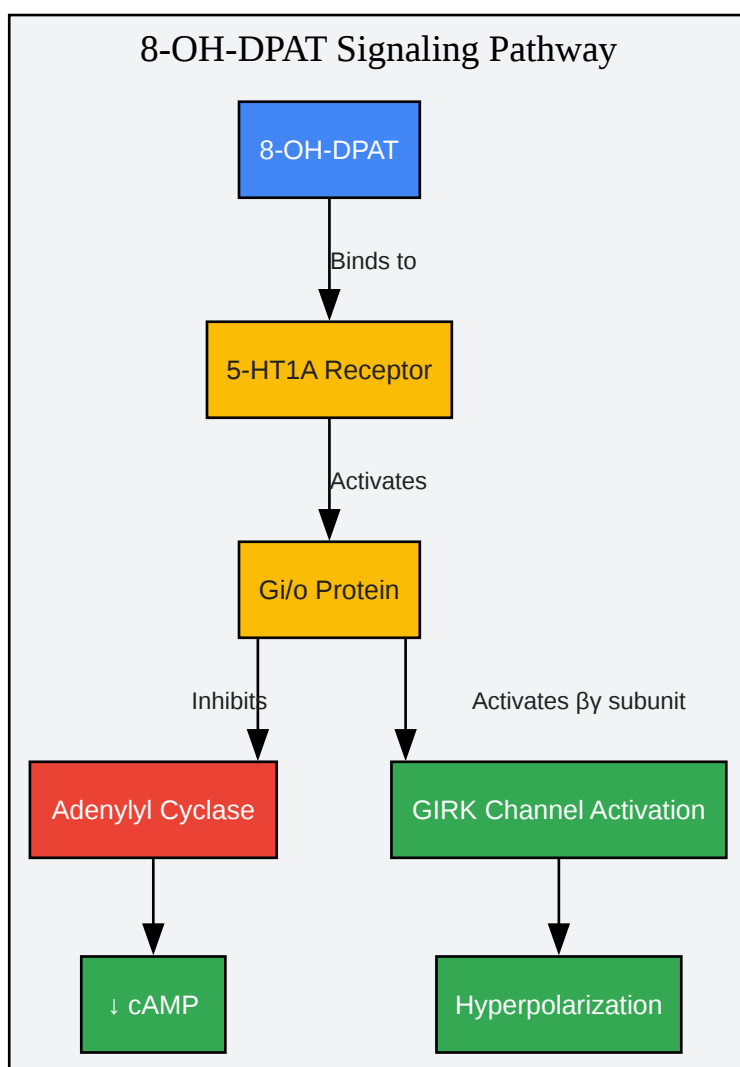 8-OH-DPAT Signaling Pathway
8-OH-DPAT
Binds to
5-HT1A Receptor
Activates
Gi/o Protein
Inhibits
Activates βγ subunit
Adenylyl Cyclase
GIRK Channel Activation
↓ cAMP
Hyperpolarization